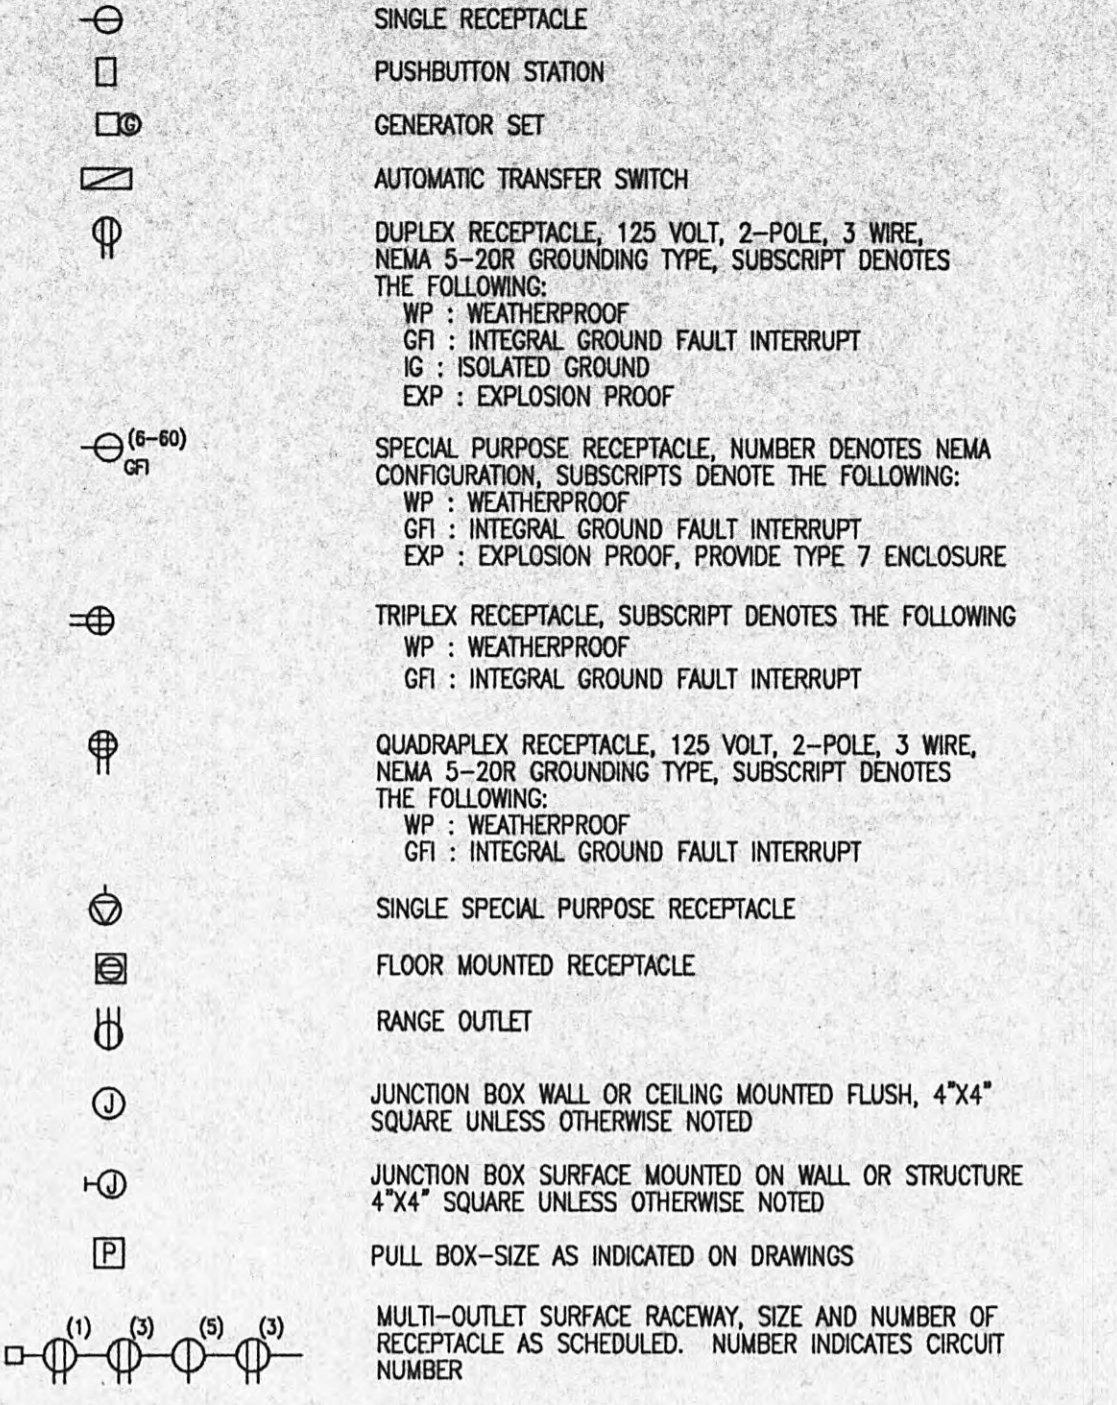 SINGLE RECEPTACLE
PUSHBUTTON STATION
G
GENERATOR SET
AUTOMATIC TRANSFER SWITCH
DUPLEX RECEPTACLE, 125 VOLT, 2-POLE, 3 WIRE,
NEMA 5-20R GROUNDING TYPE, SUBSCRIPT DENOTES
THE FOLLOWING:
WP : WEATHERPROOF
GFI : INTEGRAL GROUND FAULT INTERRUPT
IG : ISOLATED GROUND
EXP : EXPLOSION PROOF
(6-60)
GFI
SPECIAL PURPOSE RECEPTACLE, NUMBER DENOTES NEMA
CONFIGURATION, SUBSCRIPTS DENOTE THE FOLLOWING:
WP : WEATHERPROOF
GFI : INTEGRAL GROUND FAULT INTERRUPT
EXP : EXPLOSION PROOF, PROVIDE TYPE 7 ENCLOSURE
TRIPLEX RECEPTACLE, SUBSCRIPT DENOTES THE FOLLOWING
WP : WEATHERPROOF
GFI : INTEGRAL GROUND FAULT INTERRUPT
QUADRAPLEX RECEPTACLE, 125 VOLT, 2-POLE, 3 WIRE,
NEMA 5-20R GROUNDING TYPE, SUBSCRIPT DENOTES
THE FOLLOWING:
WP : WEATHERPROOF
GFI : INTEGRAL GROUND FAULT INTERRUPT
SINGLE SPECIAL PURPOSE RECEPTACLE
FLOOR MOUNTED RECEPTACLE
RANGE OUTLET
J
JUNCTION BOX WALL OR CEILING MOUNTED FLUSH, 4"X4"
SQUARE UNLESS OTHERWISE NOTED
J
JUNCTION BOX SURFACE MOUNTED ON WALL OR STRUCTURE
4"X4" SQUARE UNLESS OTHERWISE NOTED
P
PULL BOX-SIZE AS INDICATED ON DRAWINGS
(1) (3) (5) (3)
MULTI-OUTLET SURFACE RACEWAY, SIZE AND NUMBER OF
RECEPTACLE AS SCHEDULED. NUMBER INDICATES CIRCUIT
NUMBER